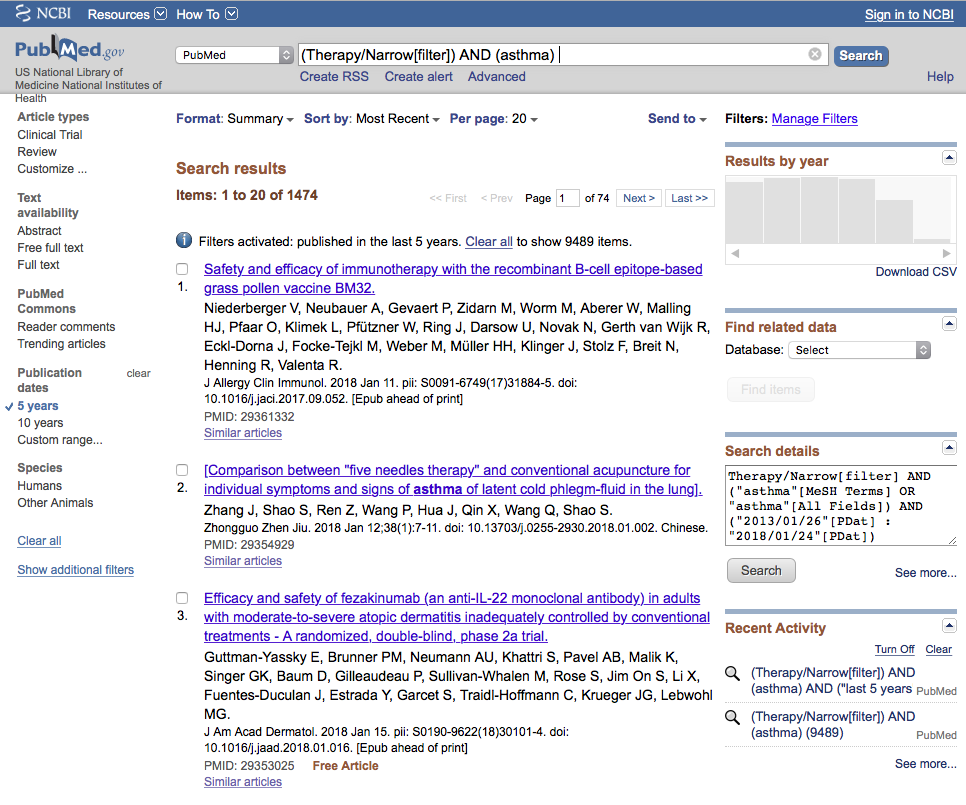 NCBI Resources How To Sign in to NCBI
PubMed.gov
US National Library of
Medicine National Institutes of
Health
PubMed
(Therapy/Narrow[filter]) AND (asthma)
Search
Create RSS Create alert Advanced
Help
Article types
Clinical Trial
Review
Customize ...
Text
availability
Abstract
Free full text
Full text
PubMed
Commons
Reader comments
Trending articles
Publication
dates
clear
5 years
10 years
Custom range...
Species
Humans
Other Animals
Clear all
Show additional filters
Format: Summary Sort by: Most Recent Per page: 20 Send to
Search results
Items: 1 to 20 of 1474
<< First < Prev Page 1 of 74 Next > Last >>
Filters activated: published in the last 5 years. Clear all to show 9489 items.
1.
Safety and efficacy of immunotherapy with the recombinant B-cell epitope-based
grass pollen vaccine BM32.
Niederberger V, Neubauer A, Gevaert P, Zidarn M, Worm M, Aberer W, Malling
HJ, Pfaar O, Klimek L, Pfützner W, Ring J, Darsow U, Novak N, Gerth van Wijk R,
Eckl-Dorna J, Focke-Tejkl M, Weber M, Müller HH, Klinger J, Stolz F, Breit N,
Henning R, Valenta R.
J Allergy Clin Immunol. 2018 Jan 11. pii: S0091-6749(17)31884-5. doi:
10.1016/j.jaci.2017.09.052. [Epub ahead of print]
PMID: 29361332
Similar articles
2.
[Comparison between "five needles therapy" and conventional acupuncture for
individual symptoms and signs of asthma of latent cold phlegm-fluid in the lung].
Zhang J, Shao S, Ren Z, Wang P, Hua J, Qin X, Wang Q, Shao S.
Zhongguo Zhen Jiu. 2018 Jan 12;38(1):7-11. doi: 10.13703/j.0255-2930.2018.01.002. Chinese.
PMID: 29354929
Similar articles
3.
Efficacy and safety of fezakinumab (an anti-IL-22 monoclonal antibody) in adults
with moderate-to-severe atopic dermatitis inadequately controlled by conventional
treatments - A randomized, double-blind, phase 2a trial.
Guttman-Yassky E, Brunner PM, Neumann AU, Khattri S, Pavel AB, Malik K,
Singer GK, Baum D, Gilleaudeau P, Sullivan-Whalen M, Rose S, Jim On S, Li X,
Fuentes-Duculan J, Estrada Y, Garcet S, Traidl-Hoffmann C, Krueger JG, Lebwohl
MG.
J Am Acad Dermatol. 2018 Jan 15. pii: S0190-9622(18)30101-4. doi:
10.1016/j.jaad.2018.01.016. [Epub ahead of print]
PMID: 29353025 Free Article
Similar articles
Filters: Manage Filters
Results by year
Download CSV
Find related data
Database: Select
Find items
Search details
Therapy/Narrow[filter] AND
("asthma"[MeSH Terms] OR
"asthma"[All Fields]) AND
("2013/01/26"[PDat] :
"2018/01/24"[PDat])
Search
See more...
Recent Activity
Turn Off Clear
(Therapy/Narrow[filter]) AND
(asthma) AND ("last 5 years PubMed
(Therapy/Narrow[filter]) AND
(asthma) (9489)
PubMed
See more...